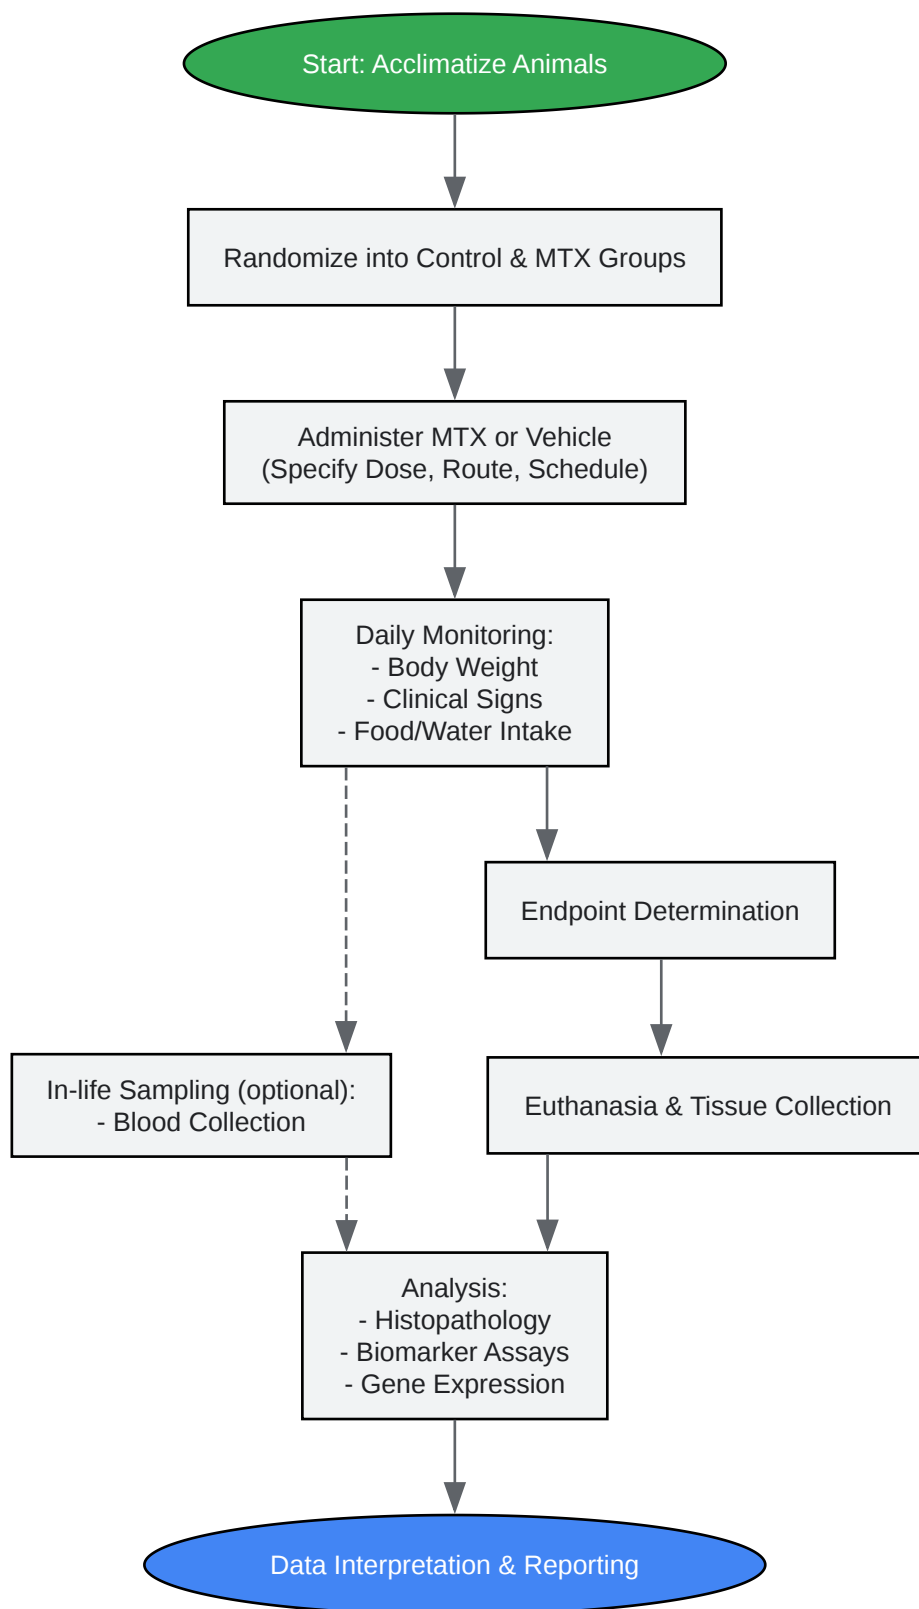 Start: Acclimatize Animals
Randomize into Control & MTX Groups
Administer MTX or Vehicle
(Specify Dose, Route, Schedule)
Daily Monitoring:
- Body Weight
- Clinical Signs
- Food/Water Intake
Endpoint Determination
In-life Sampling (optional):
- Blood Collection
Euthanasia & Tissue Collection
Analysis:
- Histopathology
- Biomarker Assays
- Gene Expression
Data Interpretation & Reporting